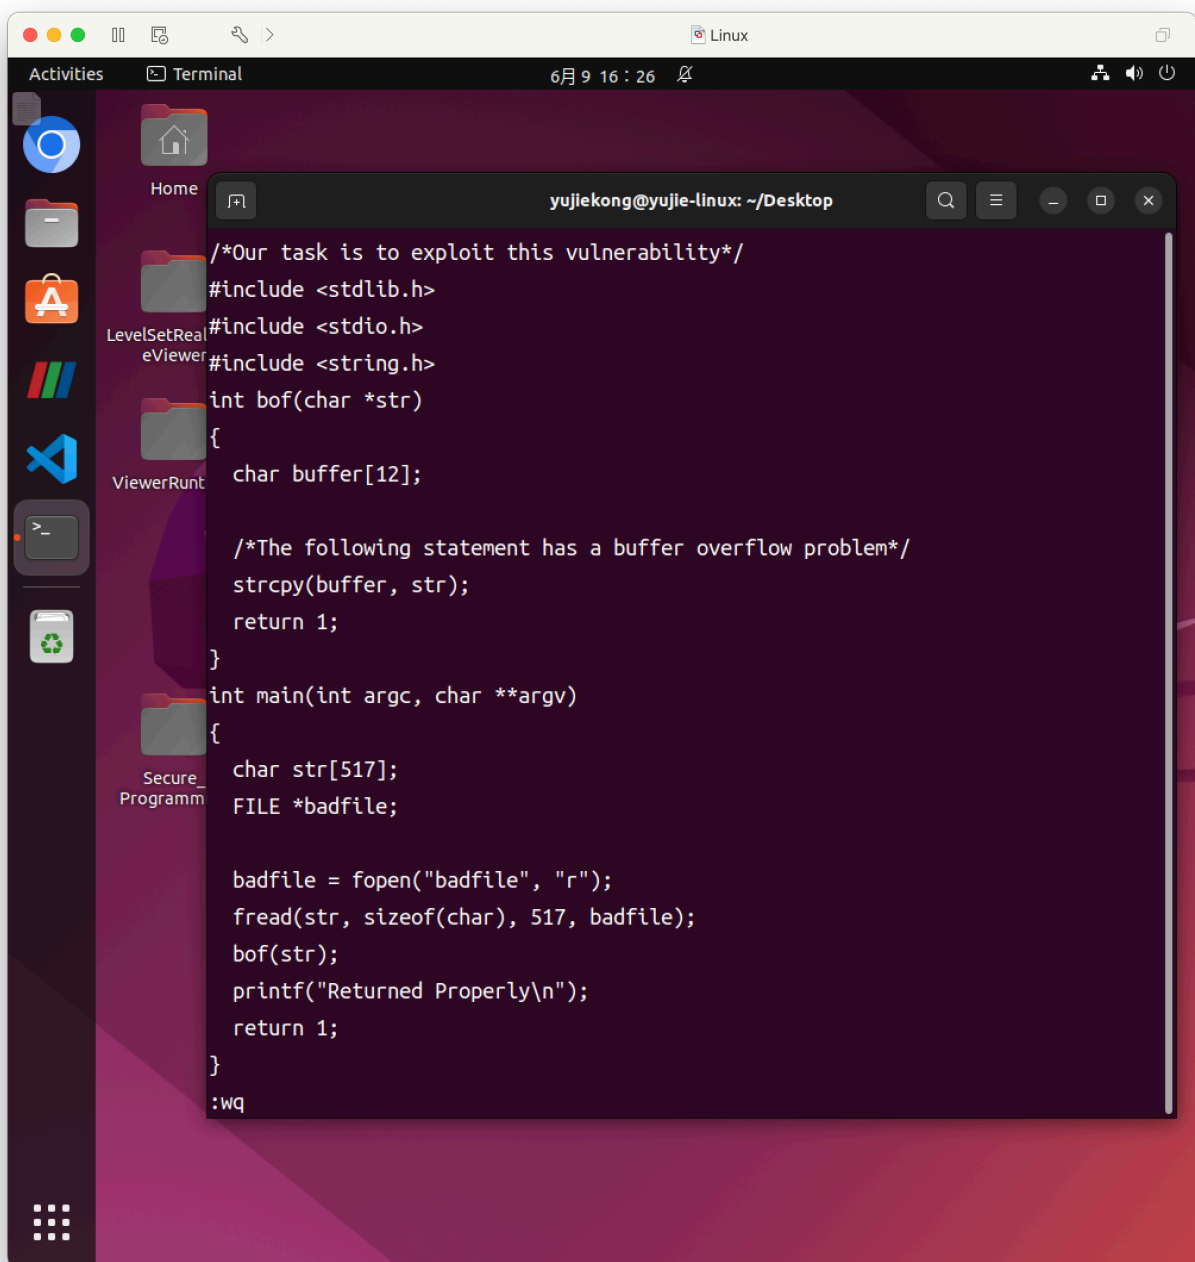 Linux
Activities
Terminal
6月 9 16：26
Home
LevelSetReal
eViewer
ViewerRunt
Secure_
Programm
yujiekong@yujie-linux: ~/Desktop
/*Our task is to exploit this vulnerability*/
#include <stdlib.h>
#include <stdio.h>
#include <string.h>
int bof(char *str)
{
  char buffer[12];
  /*The following statement has a buffer overflow problem*/
  strcpy(buffer, str);
  return 1;
}
int main(int argc, char **argv)
{
  char str[517];
  FILE *badfile;
  badfile = fopen("badfile", "r");
  fread(str, sizeof(char), 517, badfile);
  bof(str);
  printf("Returned Properly\n");
  return 1;
}
:wq